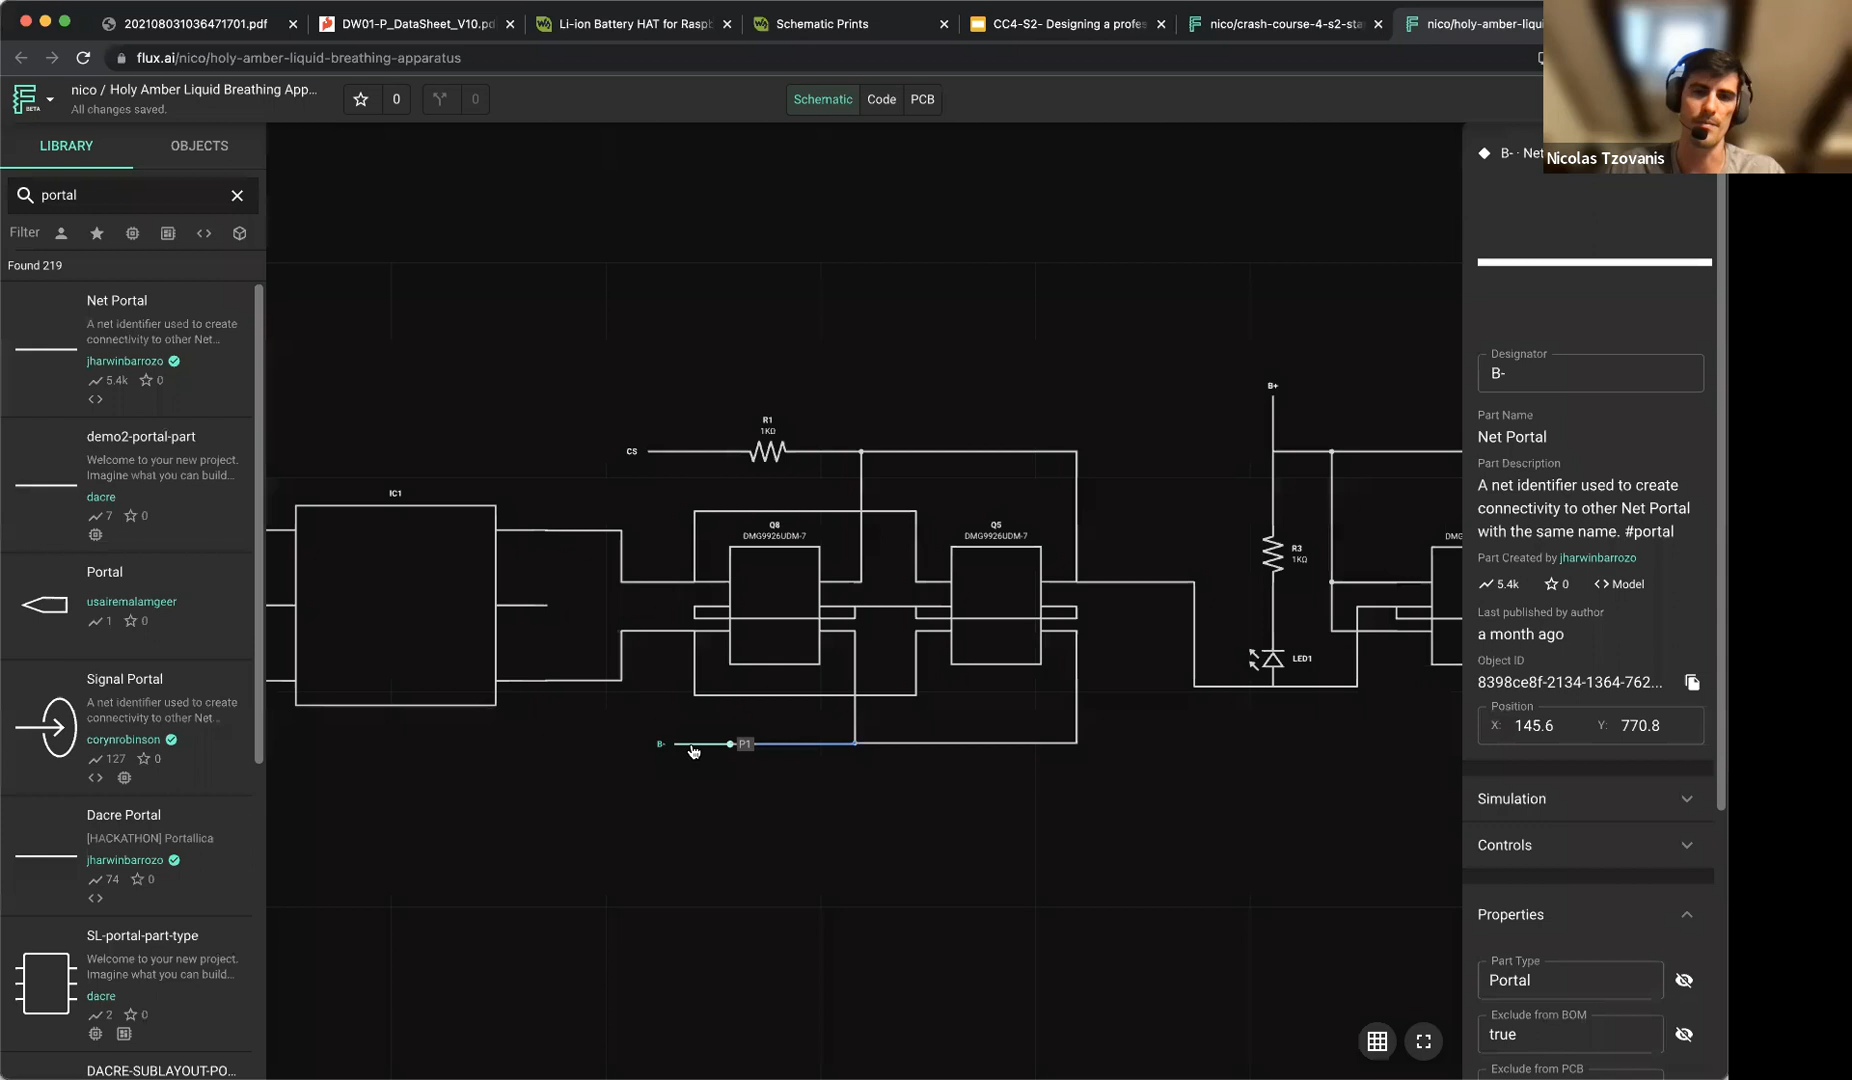 202108031036471701.pdf
DW01-P_DataSheet_V10.pd
Li-ion Battery HAT for Raspb
Schematic Prints
CC4-S2- Designing a profes
nico/crash-course-4-s2-sta
nico/holy-amber-liqui
flux.ai/nico/holy-amber-liquid-breathing-apparatus
BETA
nico / Holy Amber Liquid Breathing App...
All changes saved.
0
0
Schematic
Code
PCB
Nicolas Tzovanis
LIBRARY
OBJECTS
portal
Filter
Found 219
Net Portal
A net identifier used to create
connectivity to other Net...
jharwinbarrozo
5.4k
0
demo2-portal-part
Welcome to your new project.
Imagine what you can build...
dacre
7
0
Portal
usairemalamgeer
1
0
Signal Portal
A net identifier used to create
connectivity to other Net...
corynrobinson
127
0
Dacre Portal
[HACKATHON] Portallica
jharwinbarrozo
74
0
SL-portal-part-type
Welcome to your new project.
Imagine what you can build...
dacre
2
0
DACRE-SUBLAYOUT-PO...
IC1
CS
R1
1KΩ
Q8
DMG9926UDM-7
Q5
DMG9926UDM-7
B+
R3
1KΩ
LED1
DMG
B-
P1
B- · Net
Designator
B-
Part Name
Net Portal
Part Description
A net identifier used to create
connectivity to other Net Portal
with the same name. #portal
Part Created by jharwinbarrozo
5.4k
0
Model
Last published by author
a month ago
Object ID
8398ce8f-2134-1364-762...
Position
X: 145.6 Y: 770.8
Simulation
Controls
Properties
Part Type
Portal
Exclude from BOM
true
Exclude from PCB